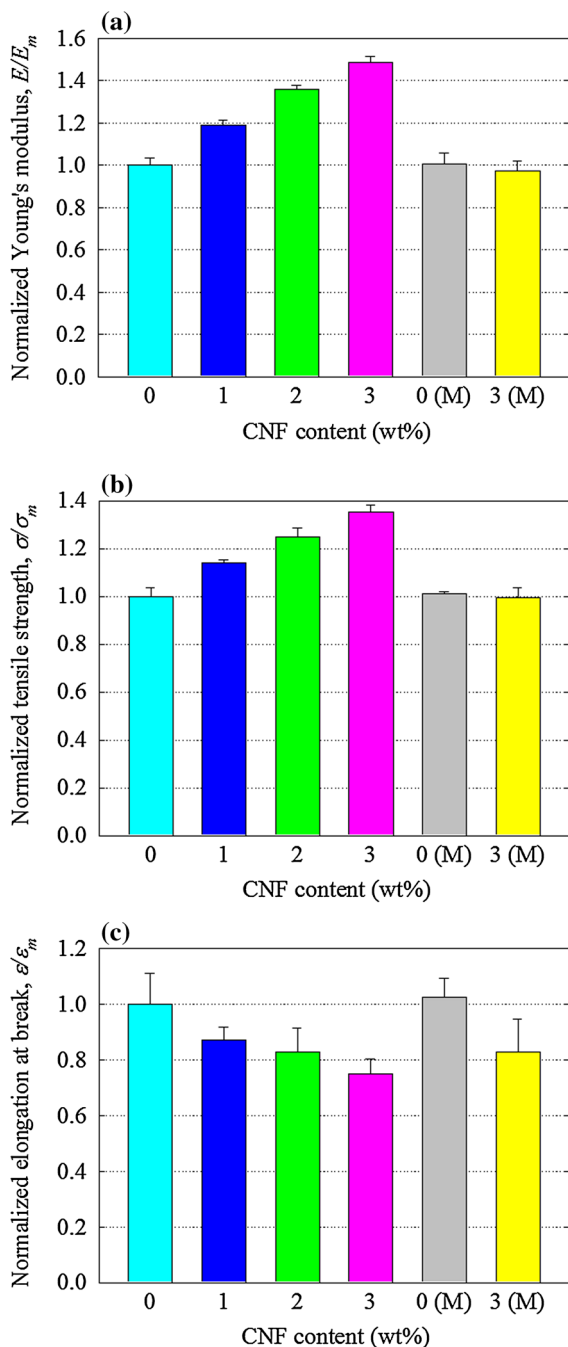 (a)
Normalized Young's modulus, E/Eₘ
1.6
1.4
1.2
1.0
0.8
0.6
0.4
0.2
0.0
0 1 2 3 0 (M) 3 (M)
CNF content (wt%)
(b)
Normalized tensile strength, σ/σₘ
1.4
1.2
1.0
0.8
0.6
0.4
0.2
0.0
0 1 2 3 0 (M) 3 (M)
CNF content (wt%)
(c)
Normalized elongation at break, ε/εₘ
1.2
1.0
0.8
0.6
0.4
0.2
0.0
0 1 2 3 0 (M) 3 (M)
CNF content (wt%)